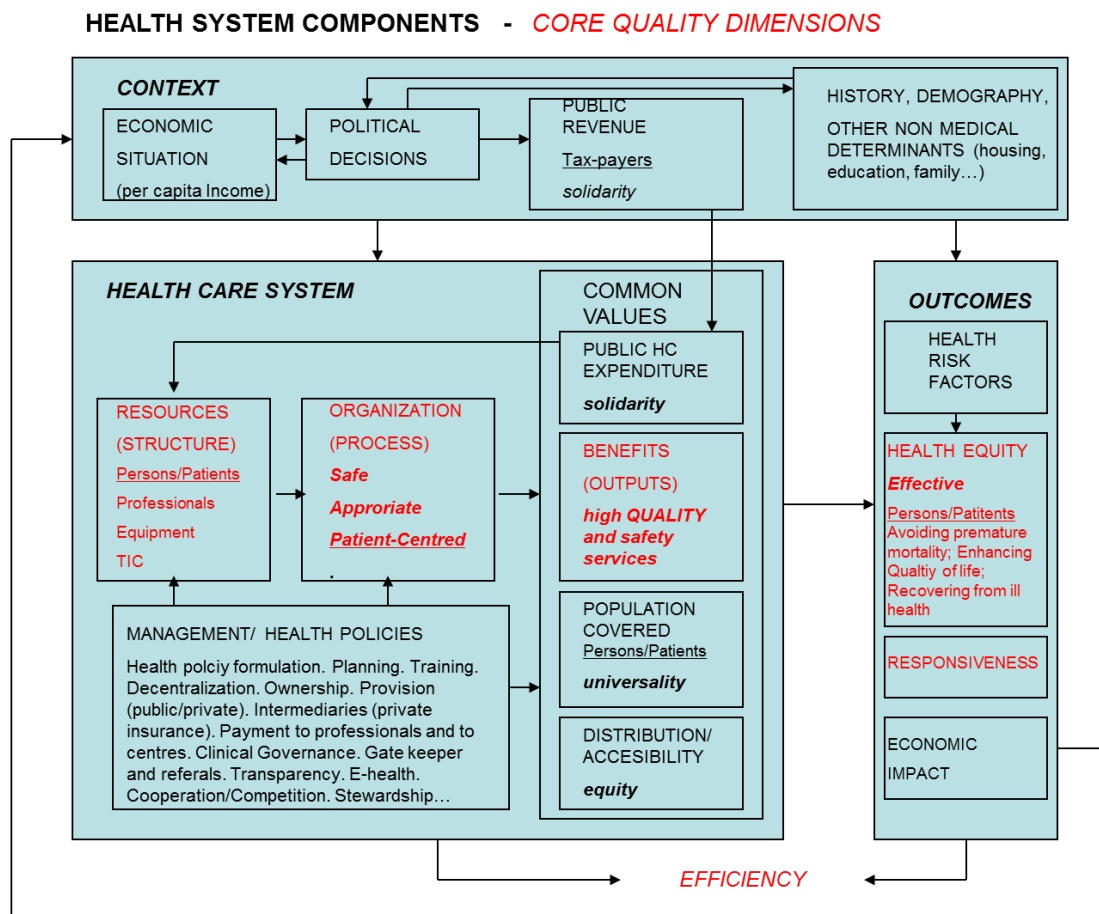 HEALTH SYSTEM COMPONENTS - CORE QUALITY DIMENSIONS
CONTEXT
ECONOMIC
SITUATION
(per capita Income)
POLITICAL
DECISIONS
PUBLIC
REVENUE
Tax-payers
solidarity
HISTORY, DEMOGRAPHY,
OTHER NON MEDICAL
DETERMINANTS (housing,
education, family…)
HEALTH CARE SYSTEM
RESOURCES
(STRUCTURE)
Persons/Patients
Professionals
Equipment
TIC
ORGANIZATION
(PROCESS)
Safe
Approriate
Patient-Centred
.
MANAGEMENT/ HEALTH POLICIES
Health polciy formulation. Planning. Training.
Decentralization. Ownership. Provision
(public/private). Intermediaries (private
insurance). Payment to professionals and to
centres. Clinical Governance. Gate keeper
and referrals. Transparency. E-health.
Cooperation/Competition. Stewardship…
COMMON
VALUES
PUBLIC HC
EXPENDITURE
solidarity
BENEFITS
(OUTPUTS)
high QUALITY
and safety
services
POPULATION
COVERED
Persons/Patients
universality
DISTRIBUTION/
ACCESIBILITY
equity
OUTCOMES
HEALTH
RISK
FACTORS
HEALTH EQUITY
Effective
Persons/Patitents
Avoiding premature
mortality; Enhancing
Qualtiy of life;
Recovering from ill
health
RESPONSIVENESS
ECONOMIC
IMPACT
EFFICIENCY